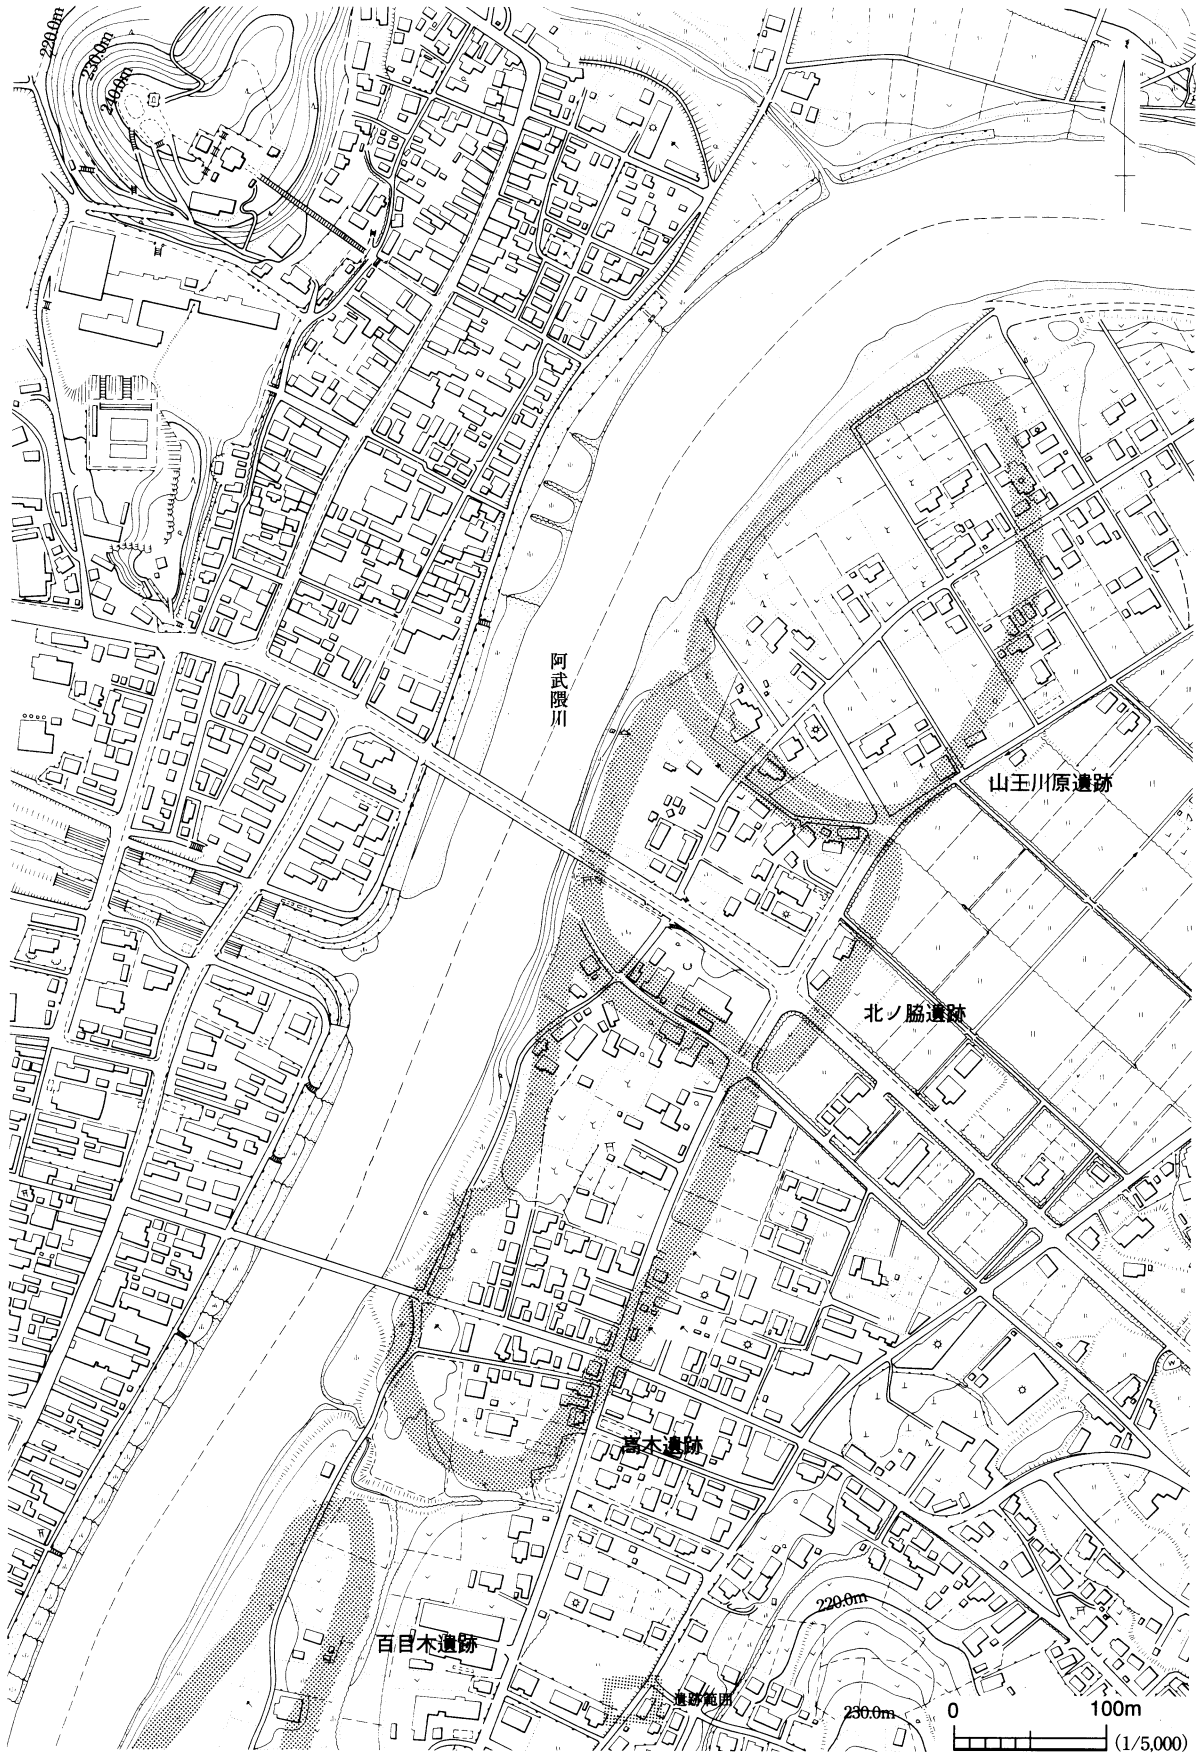 220.0m
230.0m
240.0m
阿武隈川
山王川原遺跡
北ノ脇遺跡
高木遺跡
百目木遺跡
220.0m
遺跡範囲
230.0m
0 100m
(1/5,000)